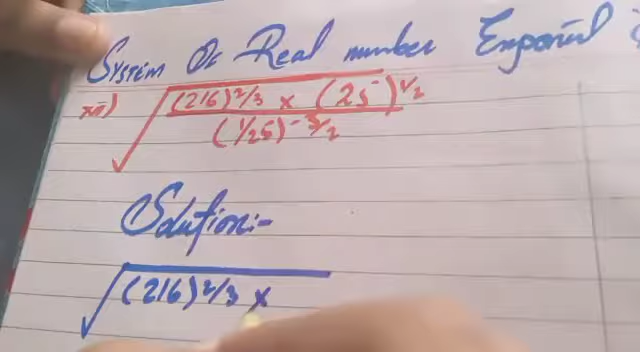 System Of Real number
xii) √(216)^2/3 × (25)^1/2
(1/25)^-3/2
Solution:-
√(216)^2/3 ×